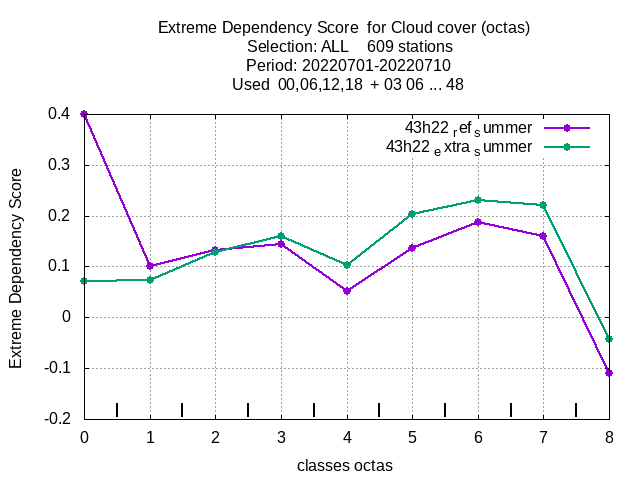 Extreme Dependency Score  for Cloud cover (octas)
Selection: ALL    609 stations
Period: 20220701-20220710
Used  00,06,12,18  + 03 06 ... 48
43h22 ref summer
43h22 extra summer
0.4
0.3
0.2
0.1
0
-0.1
-0.2
Extreme Dependency Score
0 1 2 3 4 5 6 7 8
classes octas